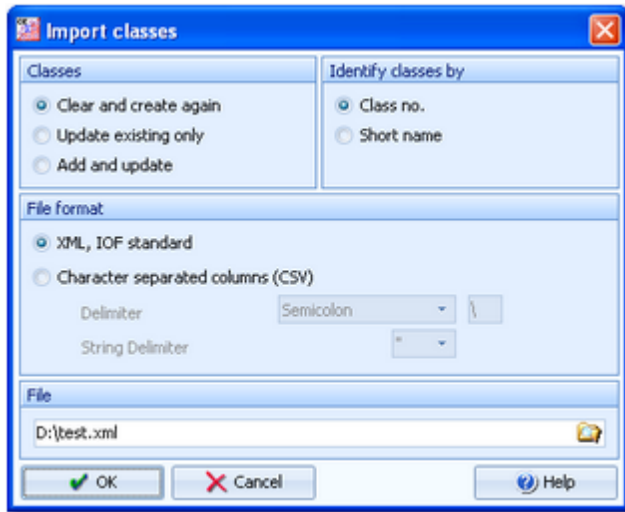 Import classes
Classes
Clear and create again
Update existing only
Add and update
Identify classes by
Class no.
Short name
File format
XML, IOF standard
Character separated columns (CSV)
Delimiter Semicolon \
String Delimiter "
File
D:\test.xml
OK Cancel Help